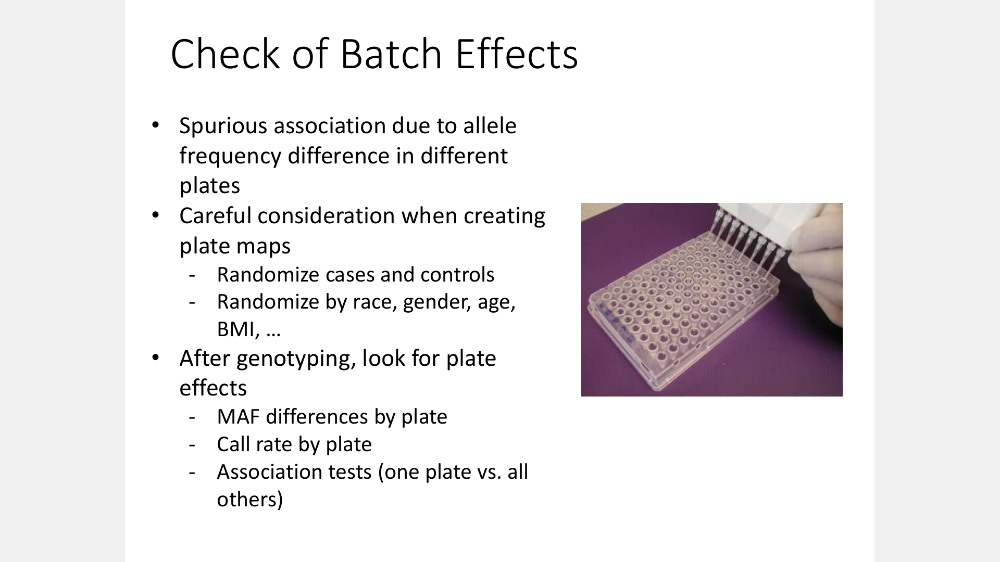 Check of Batch Effects
• Spurious association due to allele
frequency difference in different
plates
• Careful consideration when creating
plate maps
- Randomize cases and controls
- Randomize by race, gender, age,
BMI, ...
• After genotyping, look for plate
effects
- MAF differences by plate
- Call rate by plate
- Association tests (one plate vs. all
others)